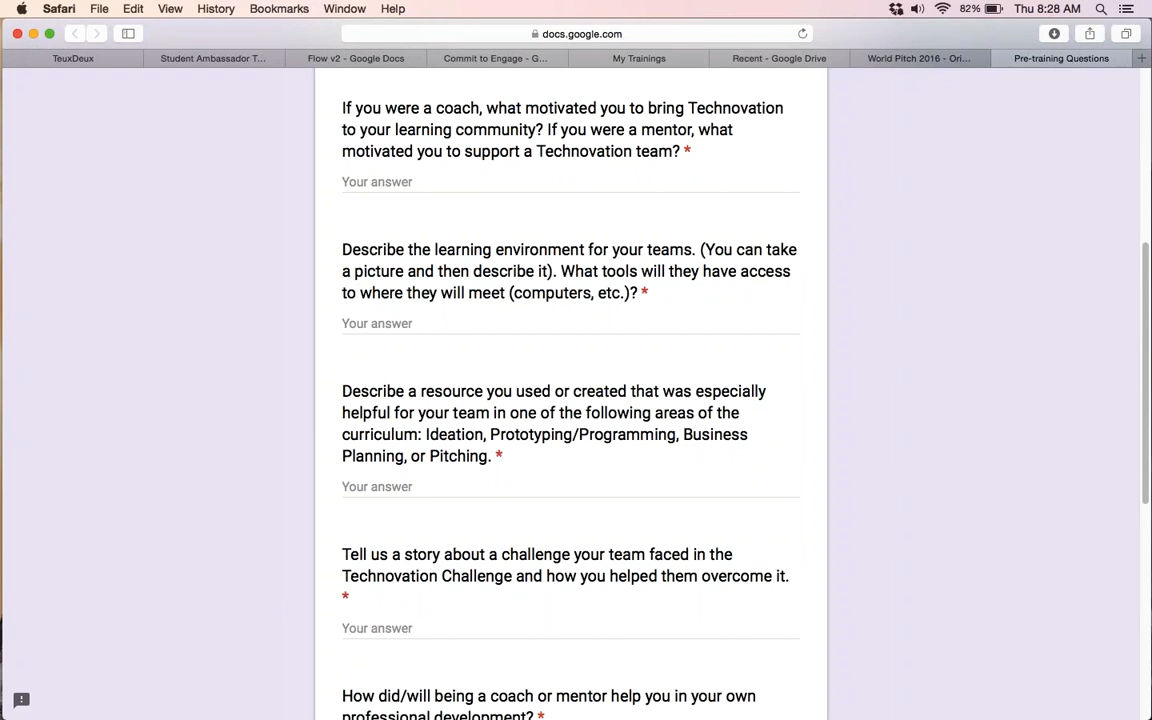 Safari File Edit View History Bookmarks Window Help 82% Thu 8:28 AM
docs.google.com
TeuxDeux Student Ambassador T... Flow v2 - Google Docs Commit to Engage - G... My Trainings Recent - Google Drive World Pitch 2016 - Ori... Pre-training Questions
If you were a coach, what motivated you to bring Technovation
to your learning community? If you were a mentor, what
motivated you to support a Technovation team? *
Your answer
Describe the learning environment for your teams. (You can take
a picture and then describe it). What tools will they have access
to where they will meet (computers, etc.)? *
Your answer
Describe a resource you used or created that was especially
helpful for your team in one of the following areas of the
curriculum: Ideation, Prototyping/Programming, Business
Planning, or Pitching. *
Your answer
Tell us a story about a challenge your team faced in the
Technovation Challenge and how you helped them overcome it.
*
Your answer
How did/will being a coach or mentor help you in your own
professional development? *